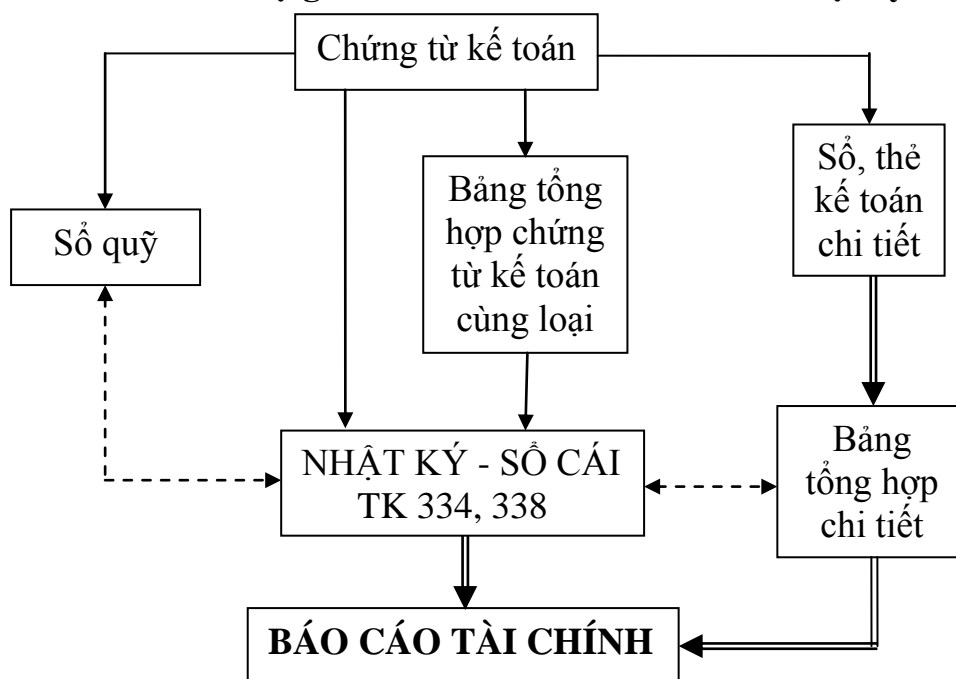 Chứng từ kế toán
Sổ quỹ
Bảng tổng
hợp chứng
từ kế toán
cùng loại
Sổ, thẻ
kế toán
chi tiết
NHẬT KÝ - SỔ CÁI
TK 334, 338
Bảng
tổng hợp
chi tiết
BÁO CÁO TÀI CHÍNH